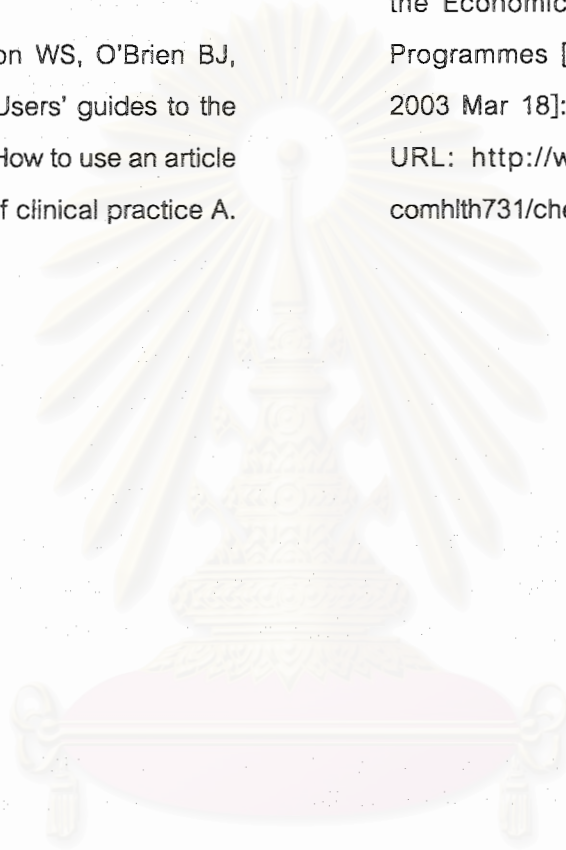 on WS, O'Brien BJ,
Users' guides to the
How to use an article
f clinical practice A.
the Economic
Programmes [
2003 Mar 18]:
URL: http://w
comhlth731/che